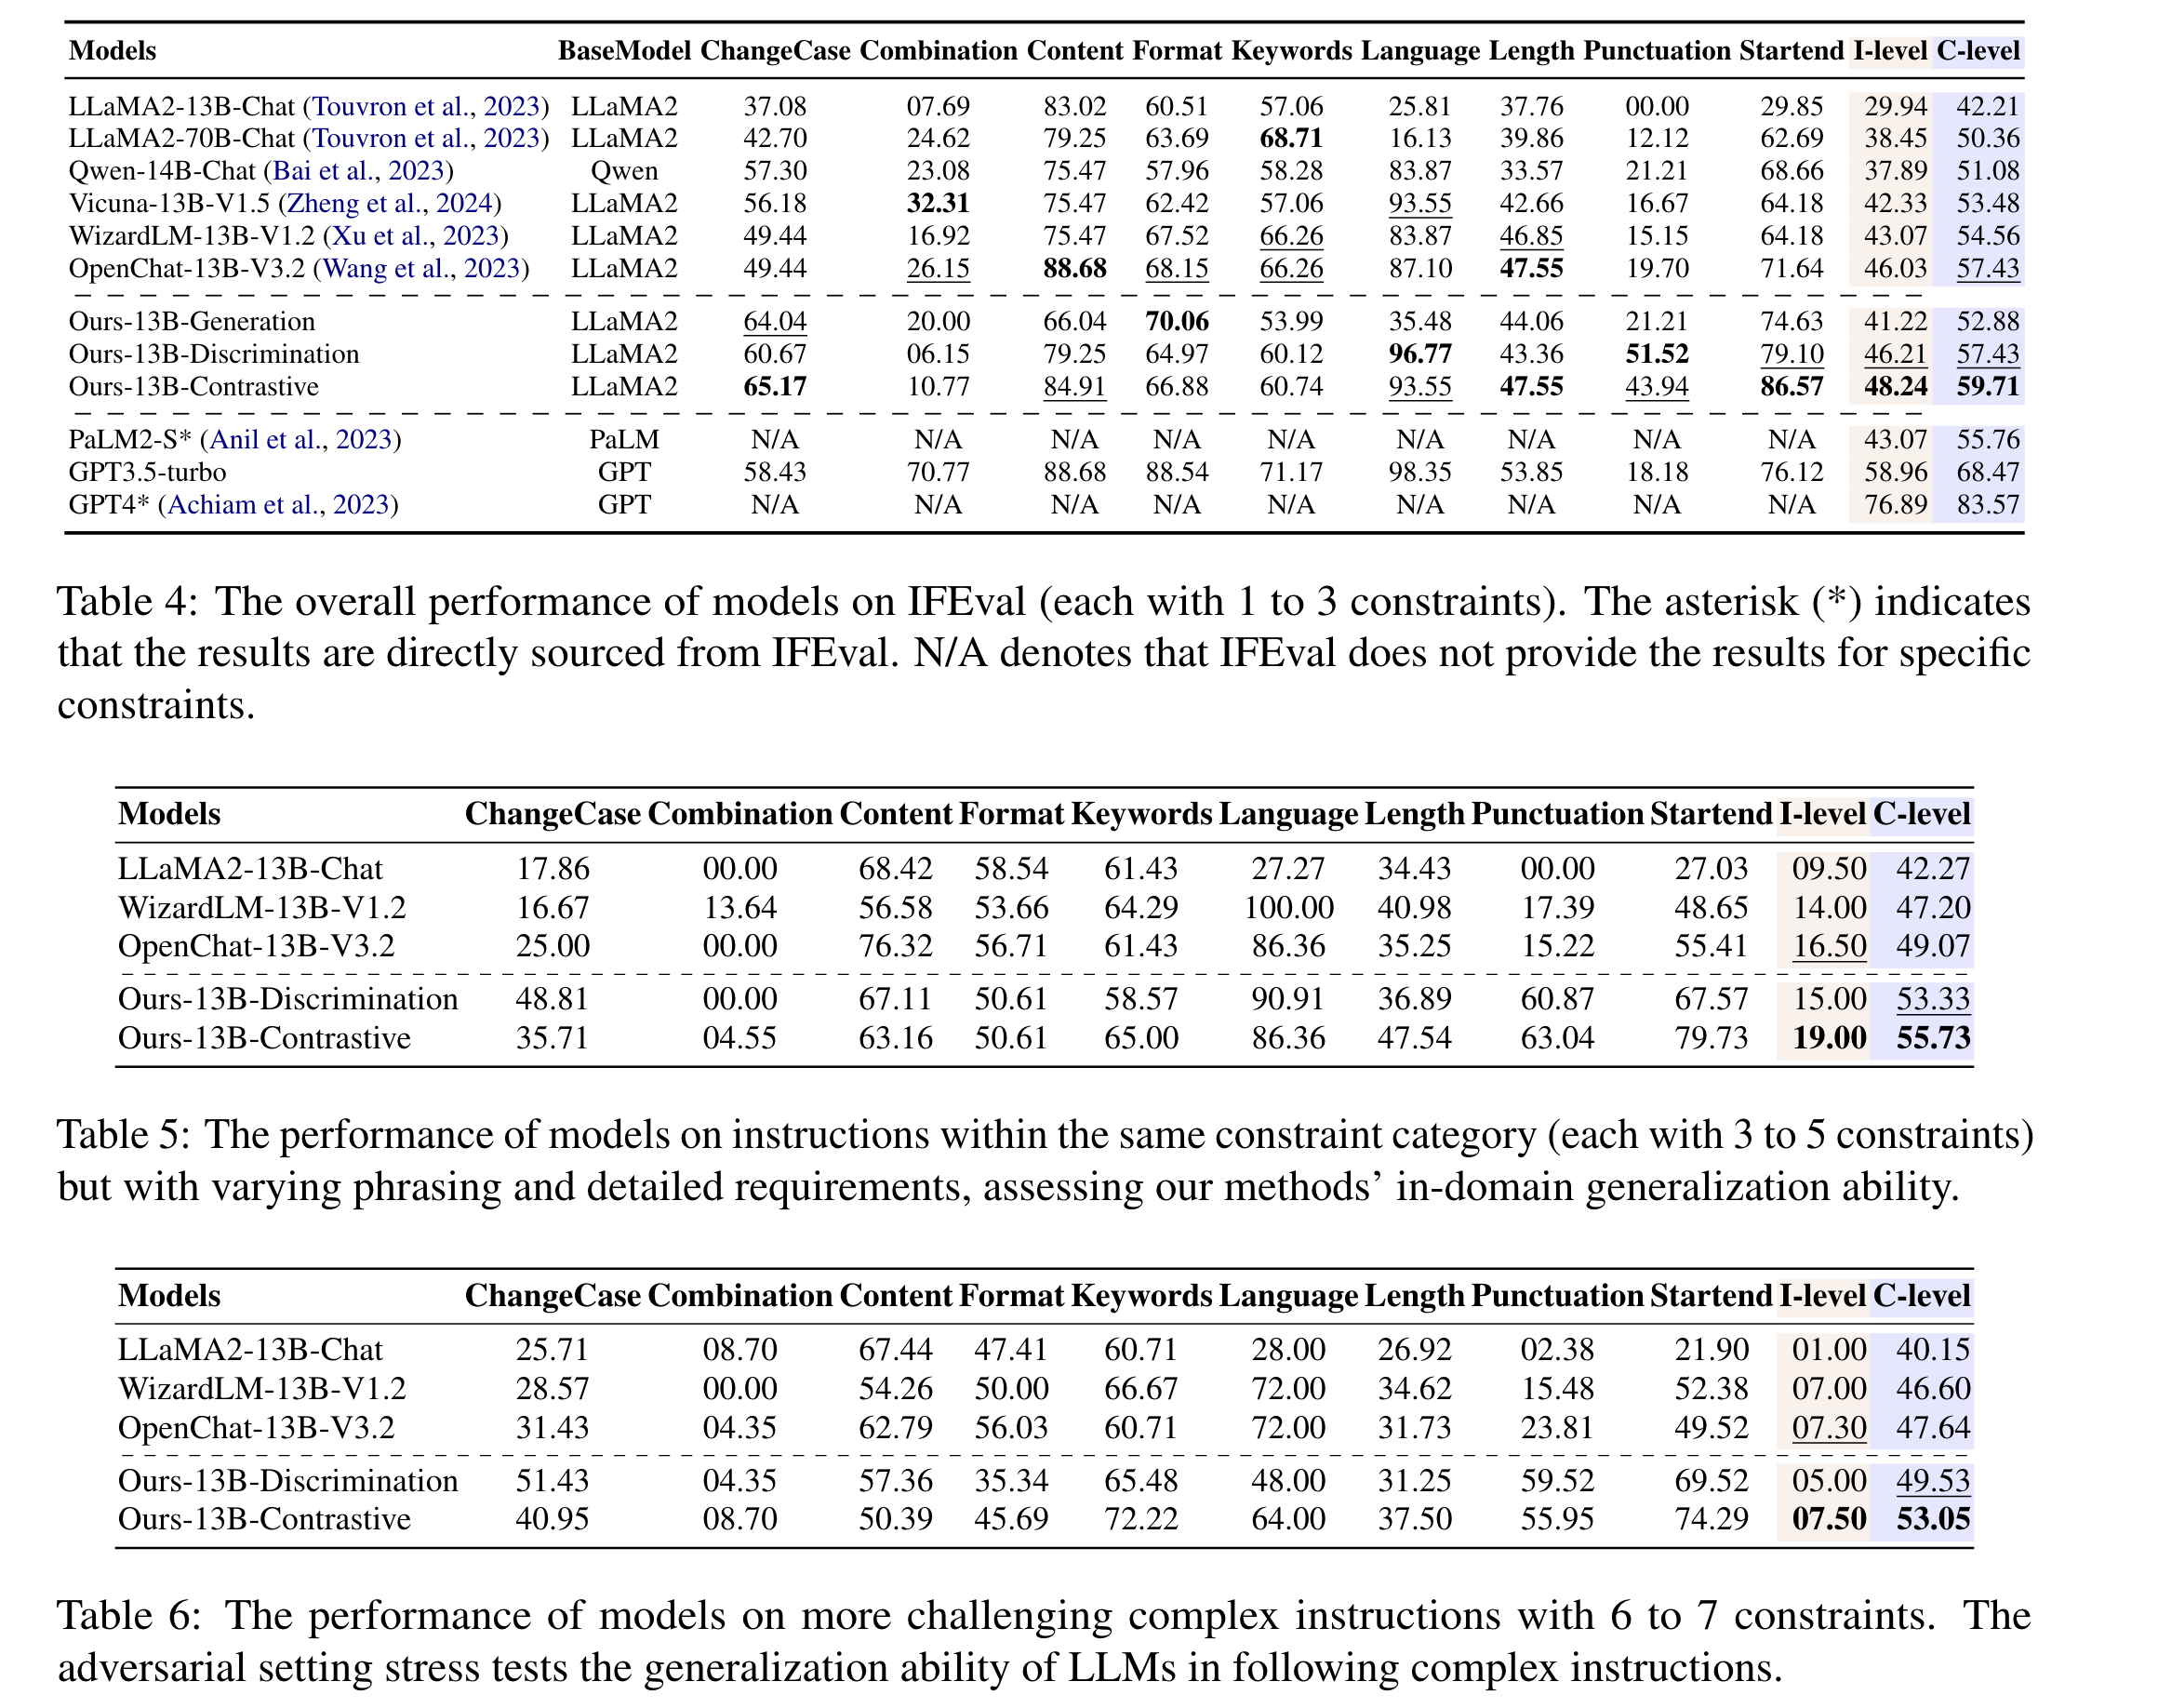 Models BaseModel ChangeCase Combination Content Format Keywords Language Length Punctuation Startend I-level C-level
LLaMA2-13B-Chat (Touvron et al., 2023) LLaMA2 37.08 07.69 83.02 60.51 57.06 25.81 37.76 00.00 29.85 29.94 42.21
LLaMA2-70B-Chat (Touvron et al., 2023) LLaMA2 42.70 24.62 79.25 63.69 68.71 16.13 39.86 12.12 62.69 38.45 50.36
Qwen-14B-Chat (Bai et al., 2023) Qwen 57.30 23.08 75.47 57.96 58.28 83.87 33.57 21.21 68.66 37.89 51.08
Vicuna-13B-V1.5 (Zheng et al., 2024) LLaMA2 56.18 32.31 75.47 62.42 57.06 93.55 42.66 16.67 64.18 42.33 53.48
WizardLM-13B-V1.2 (Xu et al., 2023) LLaMA2 49.44 16.92 75.47 67.52 66.26 83.87 46.85 15.15 64.18 43.07 54.56
OpenChat-13B-V3.2 (Wang et al., 2023) LLaMA2 49.44 26.15 88.68 68.15 66.26 87.10 47.55 19.70 71.64 46.03 57.43
Ours-13B-Generation LLaMA2 64.04 20.00 66.04 70.06 53.99 35.48 44.06 21.21 74.63 41.22 52.88
Ours-13B-Discrimination LLaMA2 60.67 06.15 79.25 64.97 60.12 96.77 43.36 51.52 79.10 46.21 57.43
Ours-13B-Contrastive LLaMA2 65.17 10.77 84.91 66.88 60.74 93.55 47.55 43.94 86.57 48.24 59.71
PaLM2-S* (Anil et al., 2023) PaLM N/A N/A N/A N/A N/A N/A N/A N/A N/A 43.07 55.76
GPT3.5-turbo GPT 58.43 70.77 88.68 88.54 71.17 98.35 53.85 18.18 76.12 58.96 68.47
GPT4* (Achiam et al., 2023) GPT N/A N/A N/A N/A N/A N/A N/A N/A N/A 76.89 83.57
Table 4: The overall performance of models on IFEval (each with 1 to 3 constraints). The asterisk (*) indicates
that the results are directly sourced from IFEval. N/A denotes that IFEval does not provide the results for specific
constraints.
Models ChangeCase Combination Content Format Keywords Language Length Punctuation Startend I-level C-level
LLaMA2-13B-Chat 17.86 00.00 68.42 58.54 61.43 27.27 34.43 00.00 27.03 09.50 42.27
WizardLM-13B-V1.2 16.67 13.64 56.58 53.66 64.29 100.00 40.98 17.39 48.65 14.00 47.20
OpenChat-13B-V3.2 25.00 00.00 76.32 56.71 61.43 86.36 35.25 15.22 55.41 16.50 49.07
Ours-13B-Discrimination 48.81 00.00 67.11 50.61 58.57 90.91 36.89 60.87 67.57 15.00 53.33
Ours-13B-Contrastive 35.71 04.55 63.16 50.61 65.00 86.36 47.54 63.04 79.73 19.00 55.73
Table 5: The performance of models on instructions within the same constraint category (each with 3 to 5 constraints)
but with varying phrasing and detailed requirements, assessing our methods' in-domain generalization ability.
Models ChangeCase Combination Content Format Keywords Language Length Punctuation Startend I-level C-level
LLaMA2-13B-Chat 25.71 08.70 67.44 47.41 60.71 28.00 26.92 02.38 21.90 01.00 40.15
WizardLM-13B-V1.2 28.57 00.00 54.26 50.00 66.67 72.00 34.62 15.48 52.38 07.00 46.60
OpenChat-13B-V3.2 31.43 04.35 62.79 56.03 60.71 72.00 31.73 23.81 49.52 07.30 47.64
Ours-13B-Discrimination 51.43 04.35 57.36 35.34 65.48 48.00 31.25 59.52 69.52 05.00 49.53
Ours-13B-Contrastive 40.95 08.70 50.39 45.69 72.22 64.00 37.50 55.95 74.29 07.50 53.05
Table 6: The performance of models on more challenging complex instructions with 6 to 7 constraints. The
adversarial setting stress tests the generalization ability of LLMs in following complex instructions.